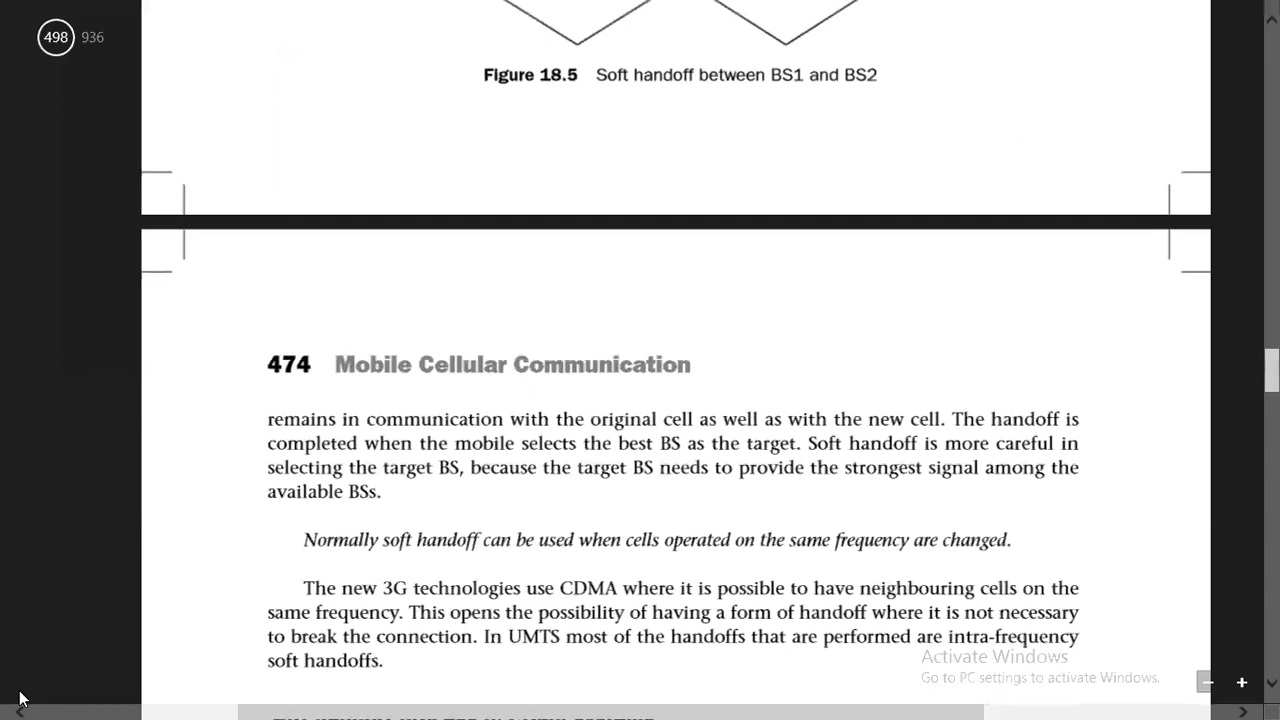 498 936
Figure 18.5 Soft handoff between BS1 and BS2
474 Mobile Cellular Communication
remains in communication with the original cell as well as with the new cell. The handoff is
completed when the mobile selects the best BS as the target. Soft handoff is more careful in
selecting the target BS, because the target BS needs to provide the strongest signal among the
available BSs.
Normally soft handoff can be used when cells operated on the same frequency are changed.
The new 3G technologies use CDMA where it is possible to have neighbouring cells on the
same frequency. This opens the possibility of having a form of handoff where it is not necessary
to break the connection. In UMTS most of the handoffs that are performed are intra-frequency
soft handoffs.
Activate Windows
Go to PC settings to activate Windows.